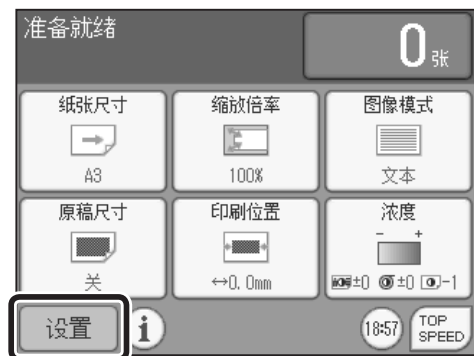 准备就绪
0张
纸张尺寸 缩放倍率 图像模式
A3 100% 文本
原稿尺寸 印刷位置 浓度
- +
关 ↔0, 0mm ±0 ±0 -1
设置 i 18:57 TOP SPEED